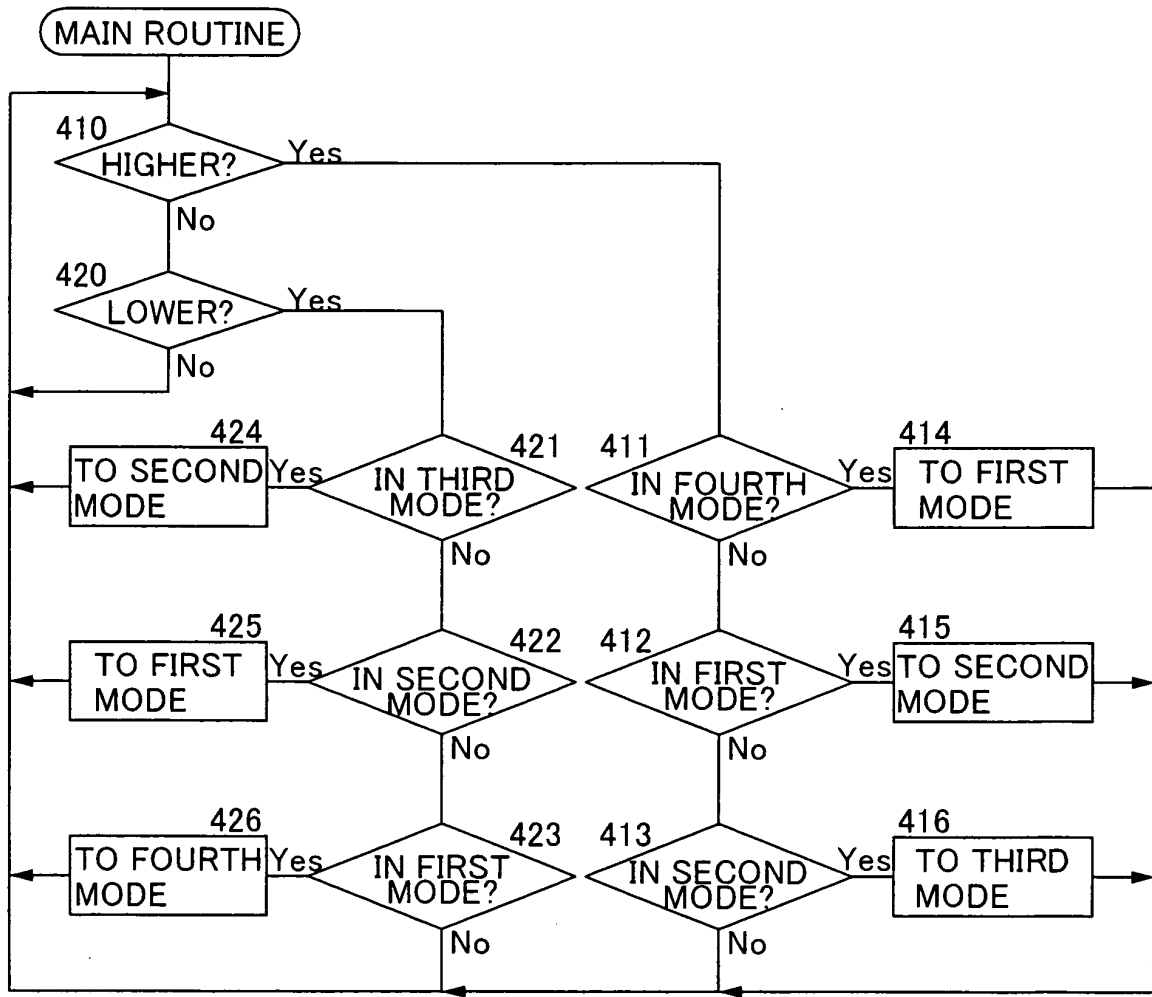 MAIN ROUTINE
410
HIGHER?
Yes
No
420
LOWER?
Yes
No
424
TO SECOND
MODE
Yes
421
IN THIRD
MODE?
No
411
IN FOURTH
MODE?
Yes
No
414
TO FIRST
MODE
425
TO FIRST
MODE
Yes
422
IN SECOND
MODE?
No
412
IN FIRST
MODE?
Yes
No
415
TO SECOND
MODE
426
TO FOURTH
MODE
Yes
423
IN FIRST
MODE?
No
413
IN SECOND
MODE?
Yes
No
416
TO THIRD
MODE